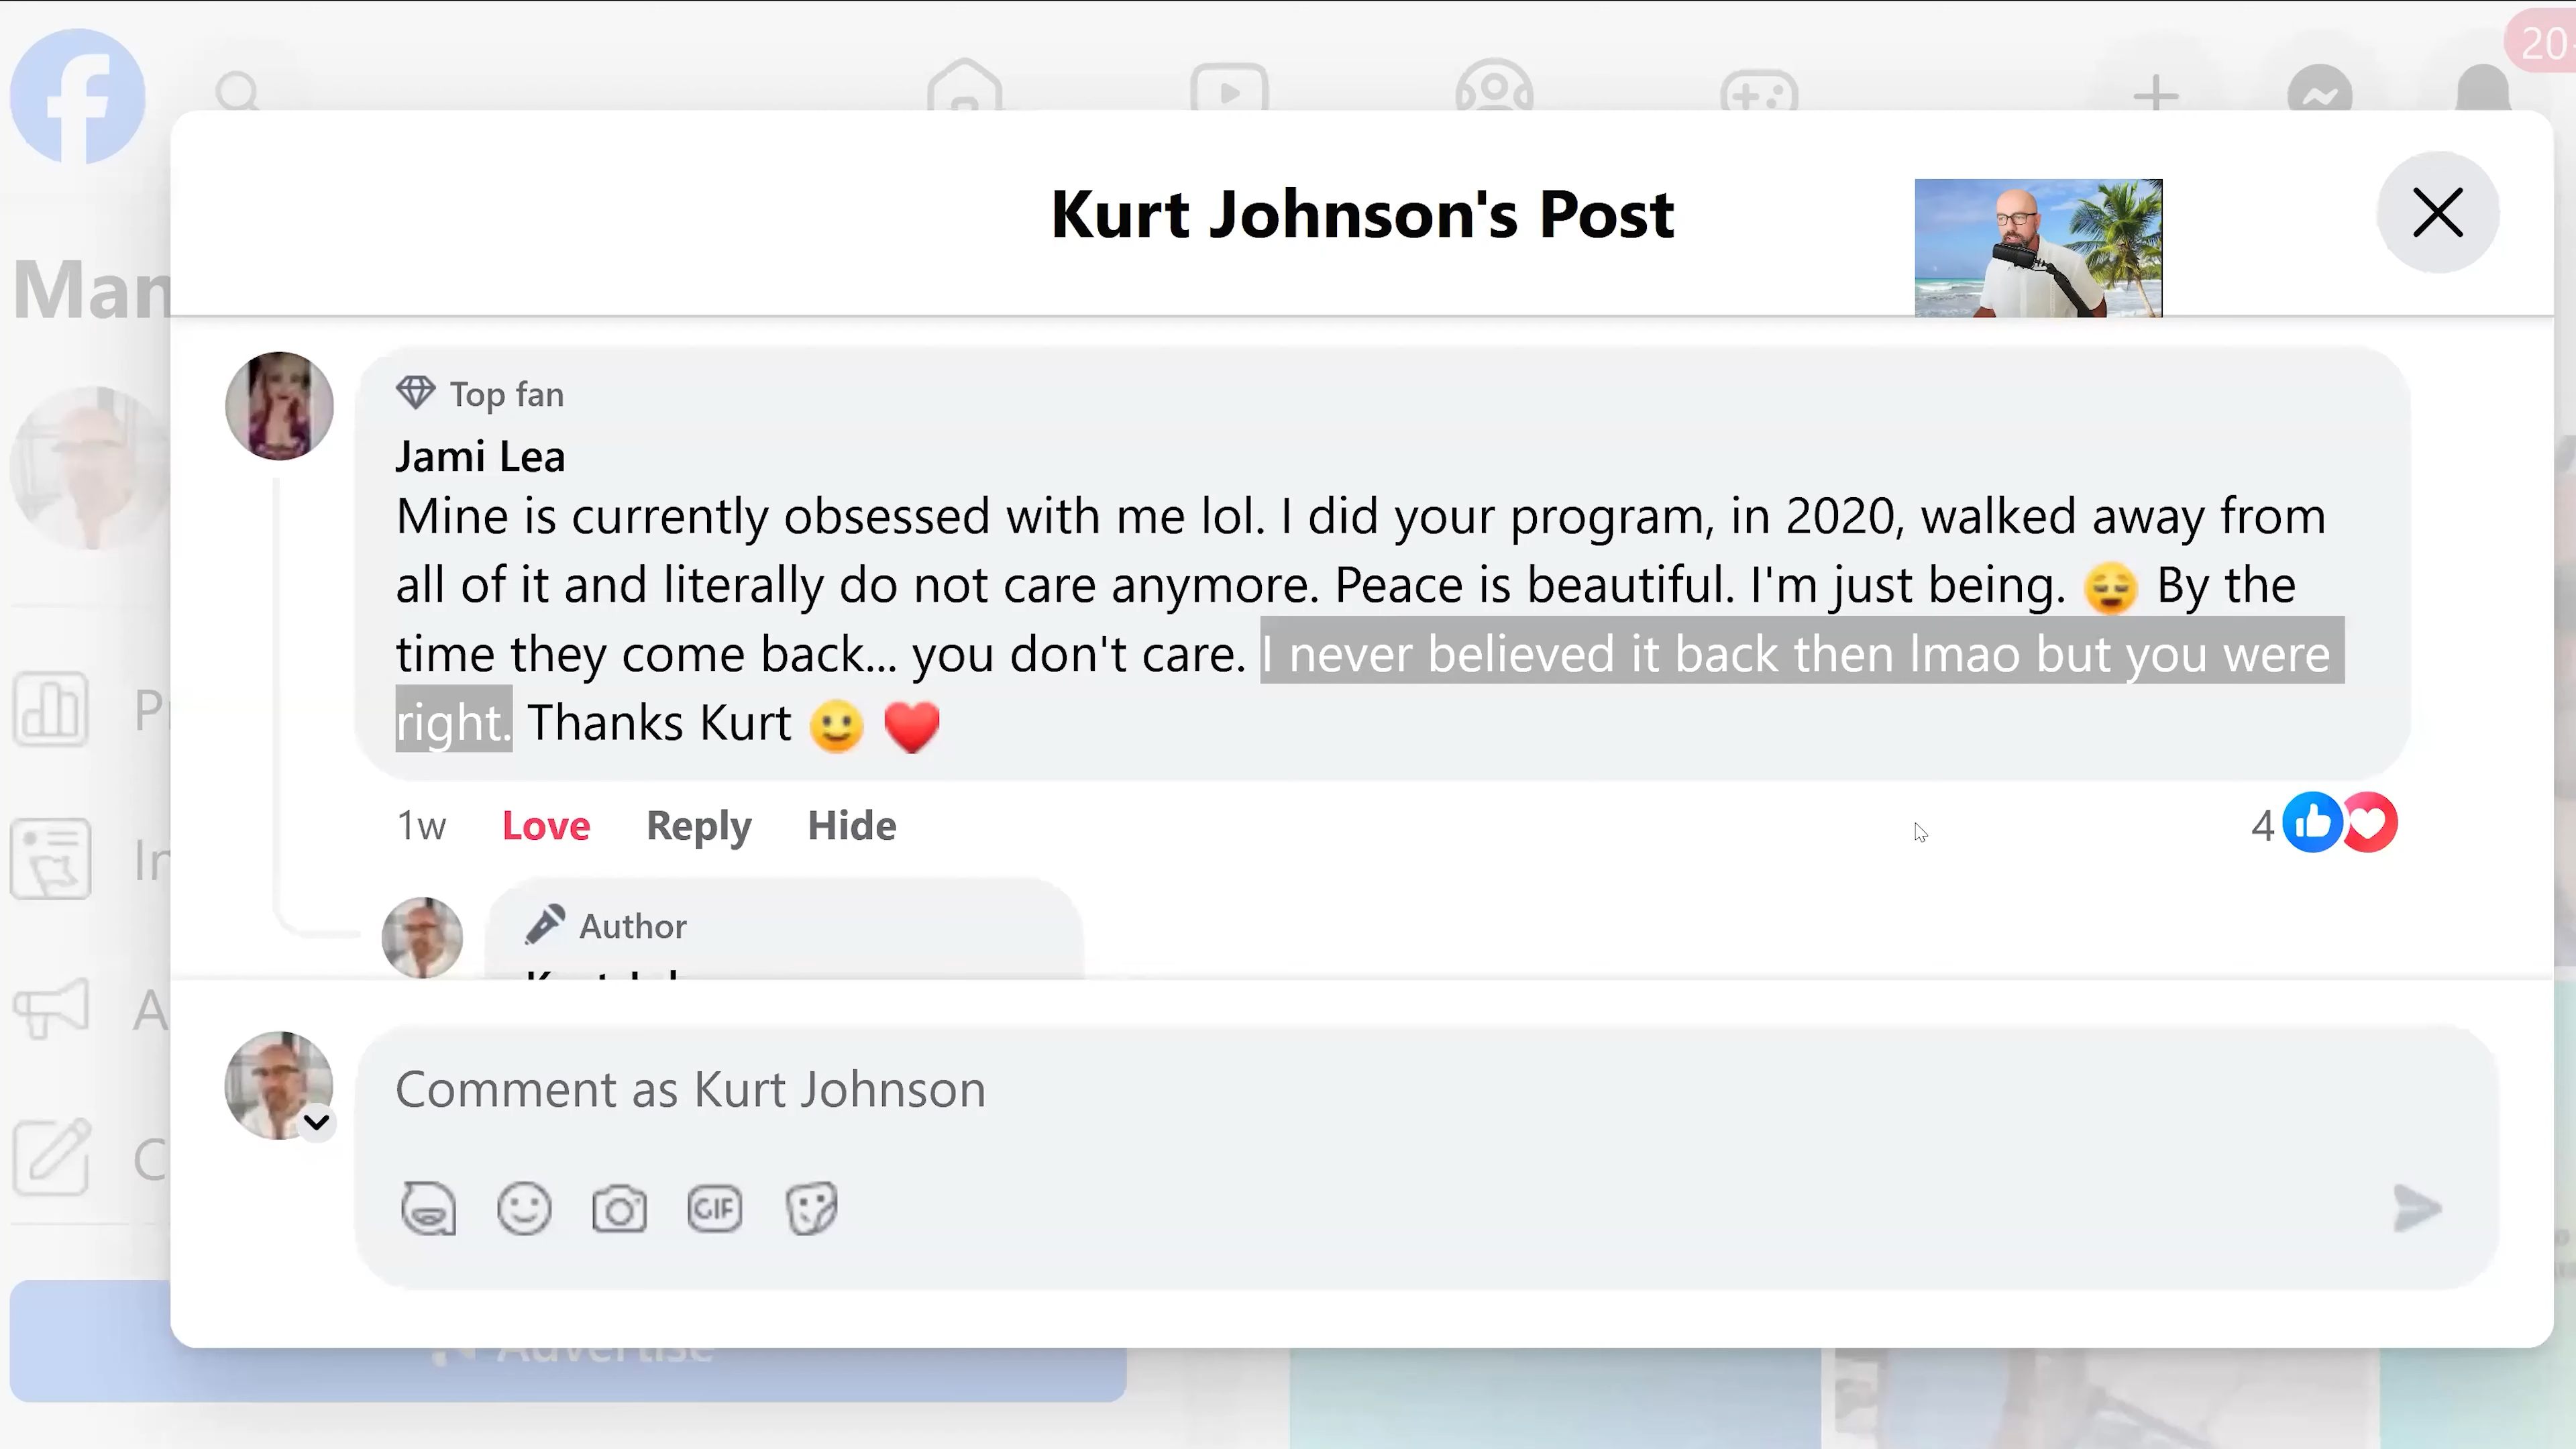 20
Kurt Johnson's Post
Top fan
Jami Lea
Mine is currently obsessed with me lol. I did your program, in 2020, walked away from
all of it and literally do not care anymore. Peace is beautiful. I'm just being. 😌 By the
time they come back... you don't care. I never believed it back then lmao but you were
right. Thanks Kurt 🙂 ❤️
1w Love Reply Hide 4
Author
Comment as Kurt Johnson
GIF
Advertise